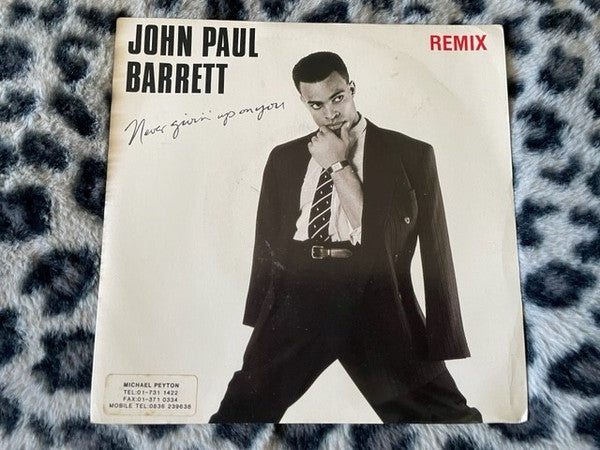 JOHN PAUL
BARRETT
REMIX
Never givin' up on you
MICHAEL PEYTON
TEL:01-731 1422
FAX:01-371 0334
MOBILE TEL:0836 239638